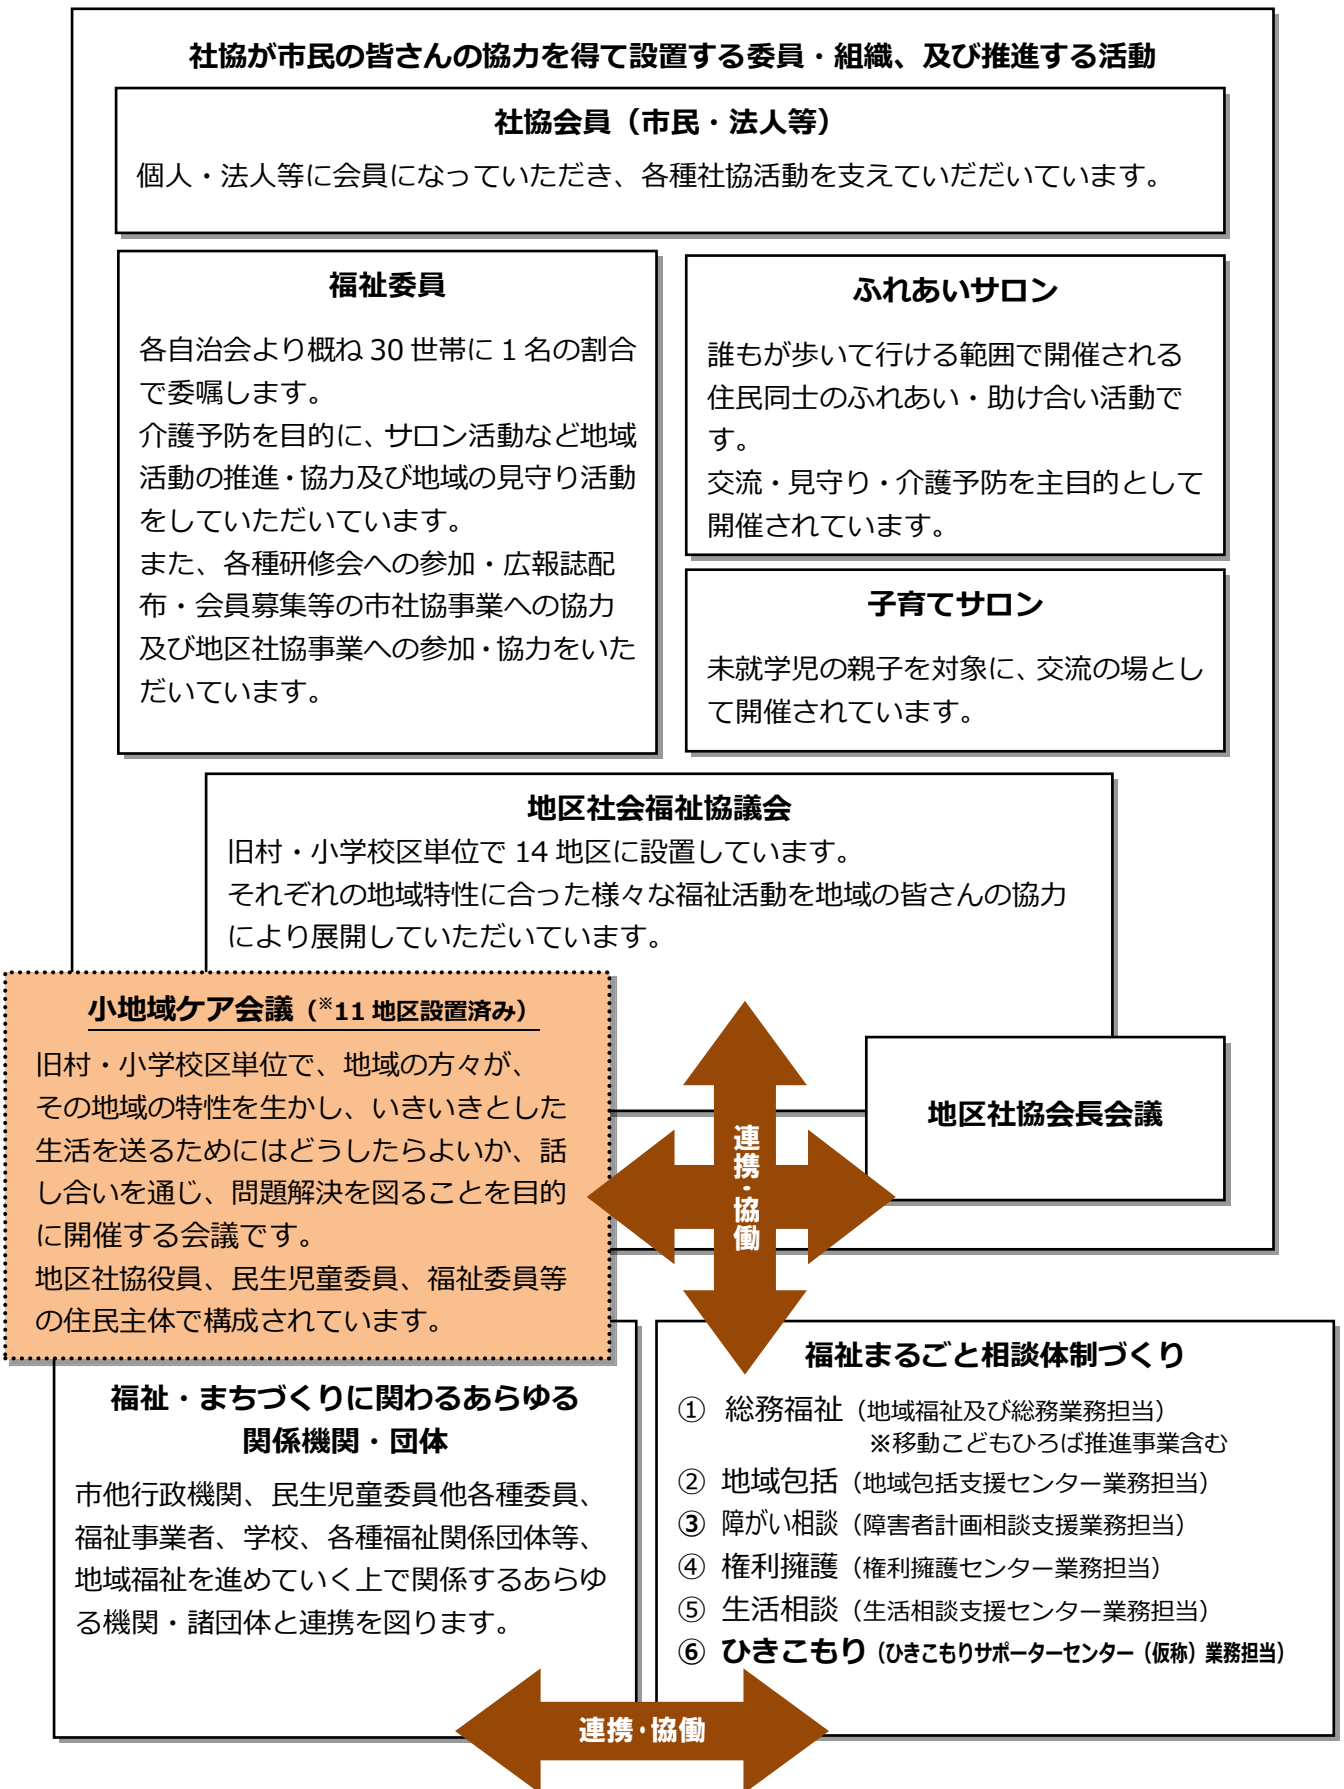 社協が市民の皆さんの協力を得て設置する委員・組織、及び推進する活動
社協会員（市民・法人等）
個人・法人等に会員になっていただき、各種社協活動を支えていだだいています。
福祉委員
各自治会より概ね 30 世帯に 1 名の割合
で委嘱します。
介護予防を目的に、サロン活動など地域
活動の推進・協力及び地域の見守り活動
をしていただいています。
また、各種研修会への参加・広報誌配
布・会員募集等の市社協事業への協力
及び地区社協事業への参加・協力をいた
だいています。
ふれあいサロン
誰もが歩いて行ける範囲で開催される
住民同士のふれあい・助け合い活動で
す。
交流・見守り・介護予防を主目的として
開催されています。
子育てサロン
未就学児の親子を対象に、交流の場とし
て開催されています。
地区社会福祉協議会
旧村・小学校区単位で 14 地区に設置しています。
それぞれの地域特性に合った様々な福祉活動を地域の皆さんの協力
により展開していただいています。
小地域ケア会議（※11 地区設置済み）
旧村・小学校区単位で、地域の方々が、
その地域の特性を生かし、いきいきとした
生活を送るためにはどうしたらよいか、話
し合いを通じ、問題解決を図ることを目的
に開催する会議です。
地区社協役員、民生児童委員、福祉委員等
の住民主体で構成されています。
連携・協働
地区社協会長会議
福祉・まちづくりに関わるあらゆる
関係機関・団体
市他行政機関、民生児童委員他各種委員、
福祉事業者、学校、各種福祉関係団体等、
地域福祉を進めていく上で関係するあらゆ
る機関・諸団体と連携を図ります。
福祉まるごと相談体制づくり
① 総務福祉（地域福祉及び総務業務担当）
※移動こどもひろば推進事業含む
② 地域包括（地域包括支援センター業務担当）
③ 障がい相談（障害者計画相談支援業務担当）
④ 権利擁護（権利擁護センター業務担当）
⑤ 生活相談（生活相談支援センター業務担当）
⑥ ひきこもり（ひきこもりサポーターセンター（仮称）業務担当）
連携・協働